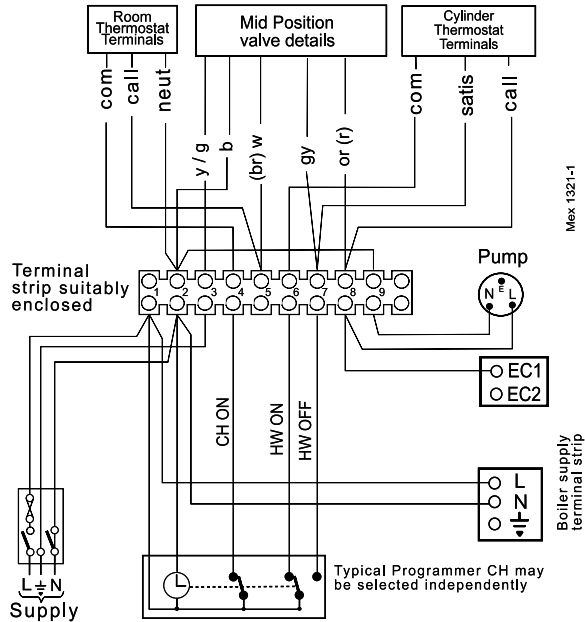 Room
Thermostat
Terminals
Mid Position
valve details
Cylinder
Thermostat
Terminals
com
call
neut
y / g
b
(br) w
gy
or (r)
com
satis
call
Mex 1321-1
Terminal
strip suitably
enclosed
1
2
3
4
5
6
7
8
9
Pump
N
E
L
EC1
EC2
CH ON
HW ON
HW OFF
L
N
Boiler supply
terminal strip
L
N
Supply
Typical Programmer CH may
be selected independently